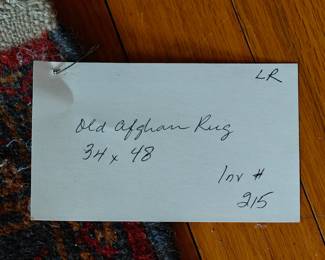 LR
Old Afghan Rug
34 x 48
Inv #
215